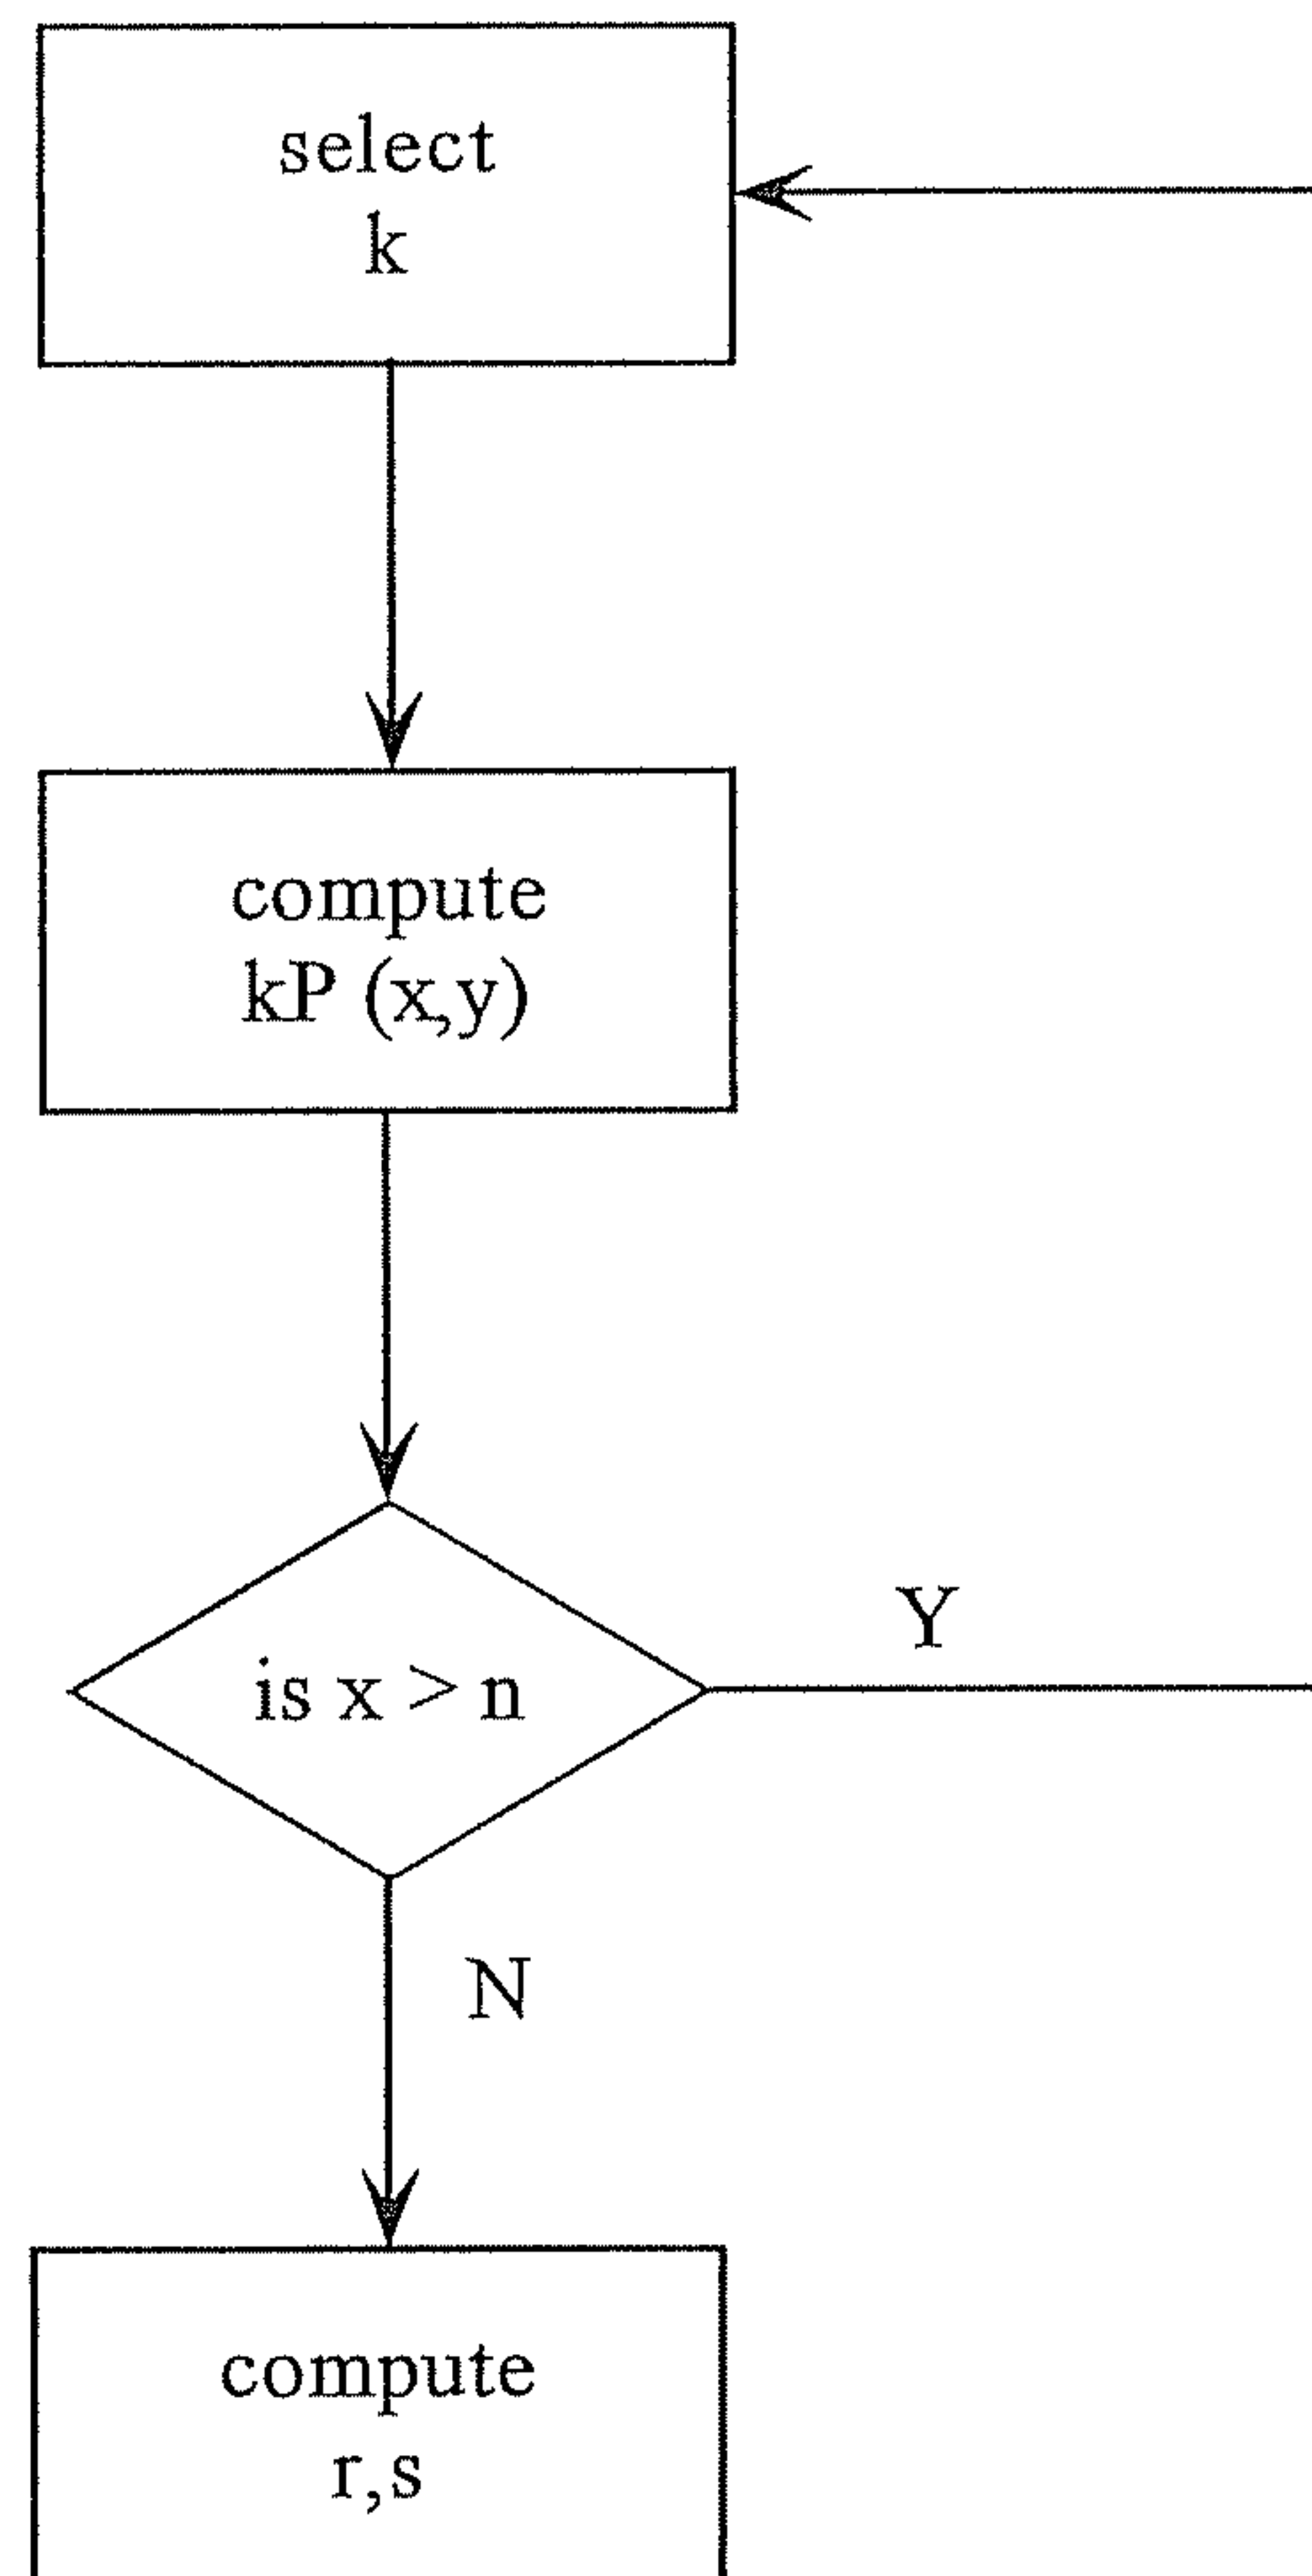 select
k
compute
kP (x,y)
is x > n
Y
N
compute
r,s